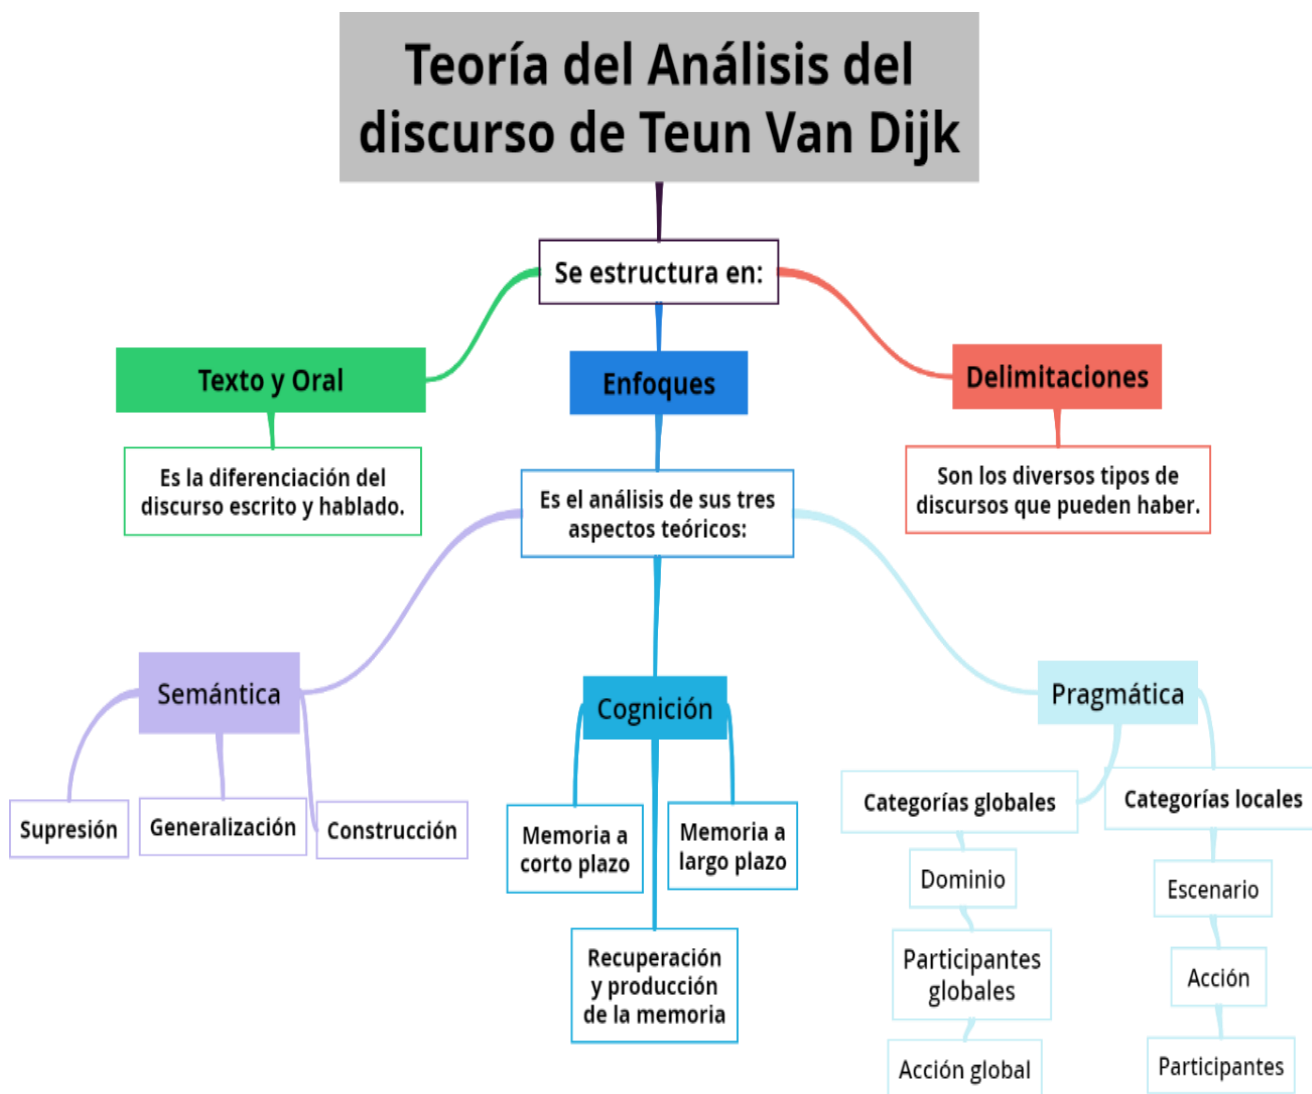 Teoría del Análisis del
discurso de Teun Van Dijk
Se estructura en:
Texto y Oral
Enfoques
Delimitaciones
Es la diferenciación del
discurso escrito y hablado.
Es el análisis de sus tres
aspectos teóricos:
Son los diversos tipos de
discursos que pueden haber.
Semántica
Cognición
Pragmática
Supresión
Generalización
Construcción
Memoria a
corto plazo
Memoria a
largo plazo
Recuperación
y producción
de la memoria
Categorías globales
Dominio
Participantes
globales
Acción global
Categorías locales
Escenario
Acción
Participantes